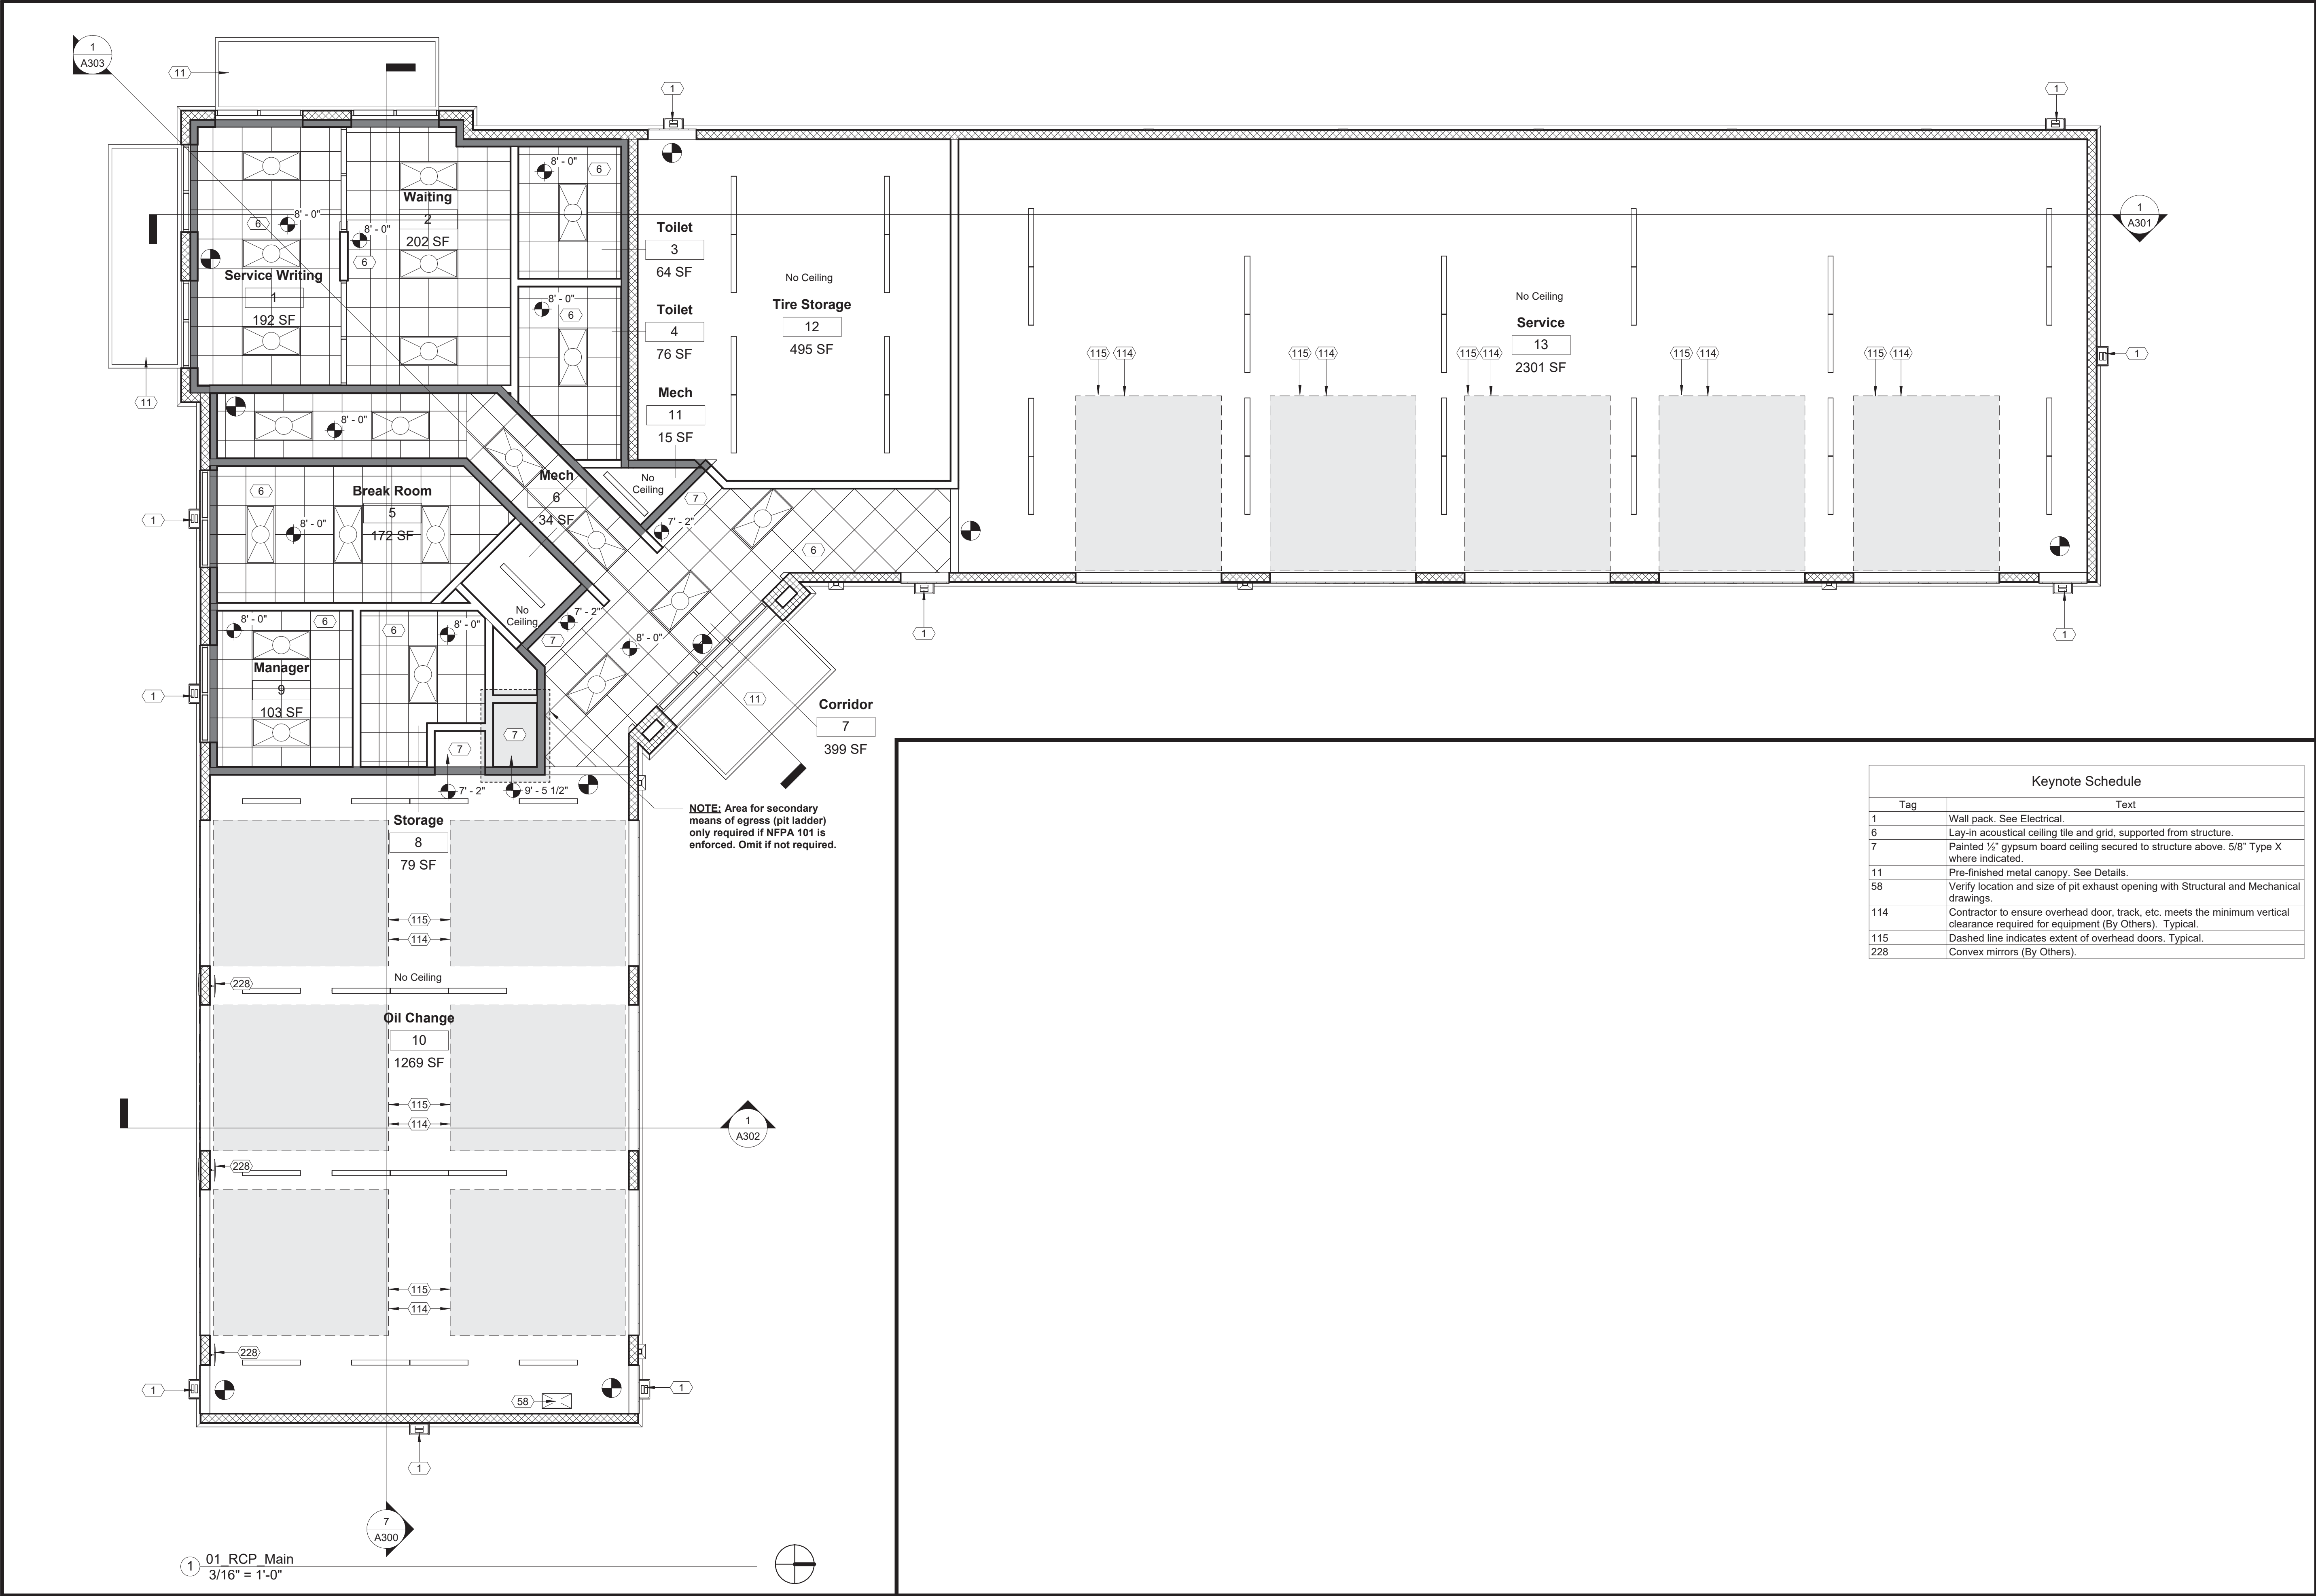 1
A303
11
1
1
8' - 0"
6
Waiting
2
202 SF
8' - 0"
6
8' - 0"
6
Service Writing
1
192 SF
11
Toilet
3
64 SF
8' - 0"
6
Toilet
4
76 SF
Mech
11
15 SF
No Ceiling
Tire Storage
12
495 SF
No Ceiling
Service
13
2301 SF
1
A301
1
115
114
115
114
115
114
115
114
115
114
8' - 0"
Break Room
5
172 SF
6
8' - 0"
1
Mech
6
34 SF
No
Ceiling
7
7' - 2"
6
No
Ceiling
7' - 2"
7
8' - 0"
1
1
8' - 0"
6
Manager
9
103 SF
1
6
8' - 0"
11
Corridor
7
399 SF
7
7
7' - 2"
9' - 5 1/2"
NOTE: Area for secondary
means of egress (pit ladder)
only required if NFPA 101 is
enforced. Omit if not required.
Storage
8
79 SF
115
114
No Ceiling
228
Oil Change
10
1269 SF
115
114
1
A302
228
115
114
228
1
1
58
1
7
A300
1
01_RCP_Main
3/16" = 1'-0"
Keynote Schedule
Tag Text
1 Wall pack. See Electrical.
6 Lay-in acoustical ceiling tile and grid, supported from structure.
7 Painted ½" gypsum board ceiling secured to structure above. 5/8" Type X
where indicated.
11 Pre-finished metal canopy. See Details.
58 Verify location and size of pit exhaust opening with Structural and Mechanical
drawings.
114 Contractor to ensure overhead door, track, etc. meets the minimum vertical
clearance required for equipment (By Others). Typical.
115 Dashed line indicates extent of overhead doors. Typical.
228 Convex mirrors (By Others).